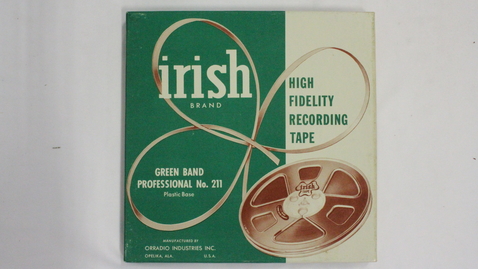 irish
BRAND
HIGH
FIDELITY
RECORDING
TAPE
GREEN BAND
PROFESSIONAL No. 211
Plastic Base
irish
MANUFACTURED BY
ORRADIO INDUSTRIES INC.
OPELIKA, ALA. U.S.A.